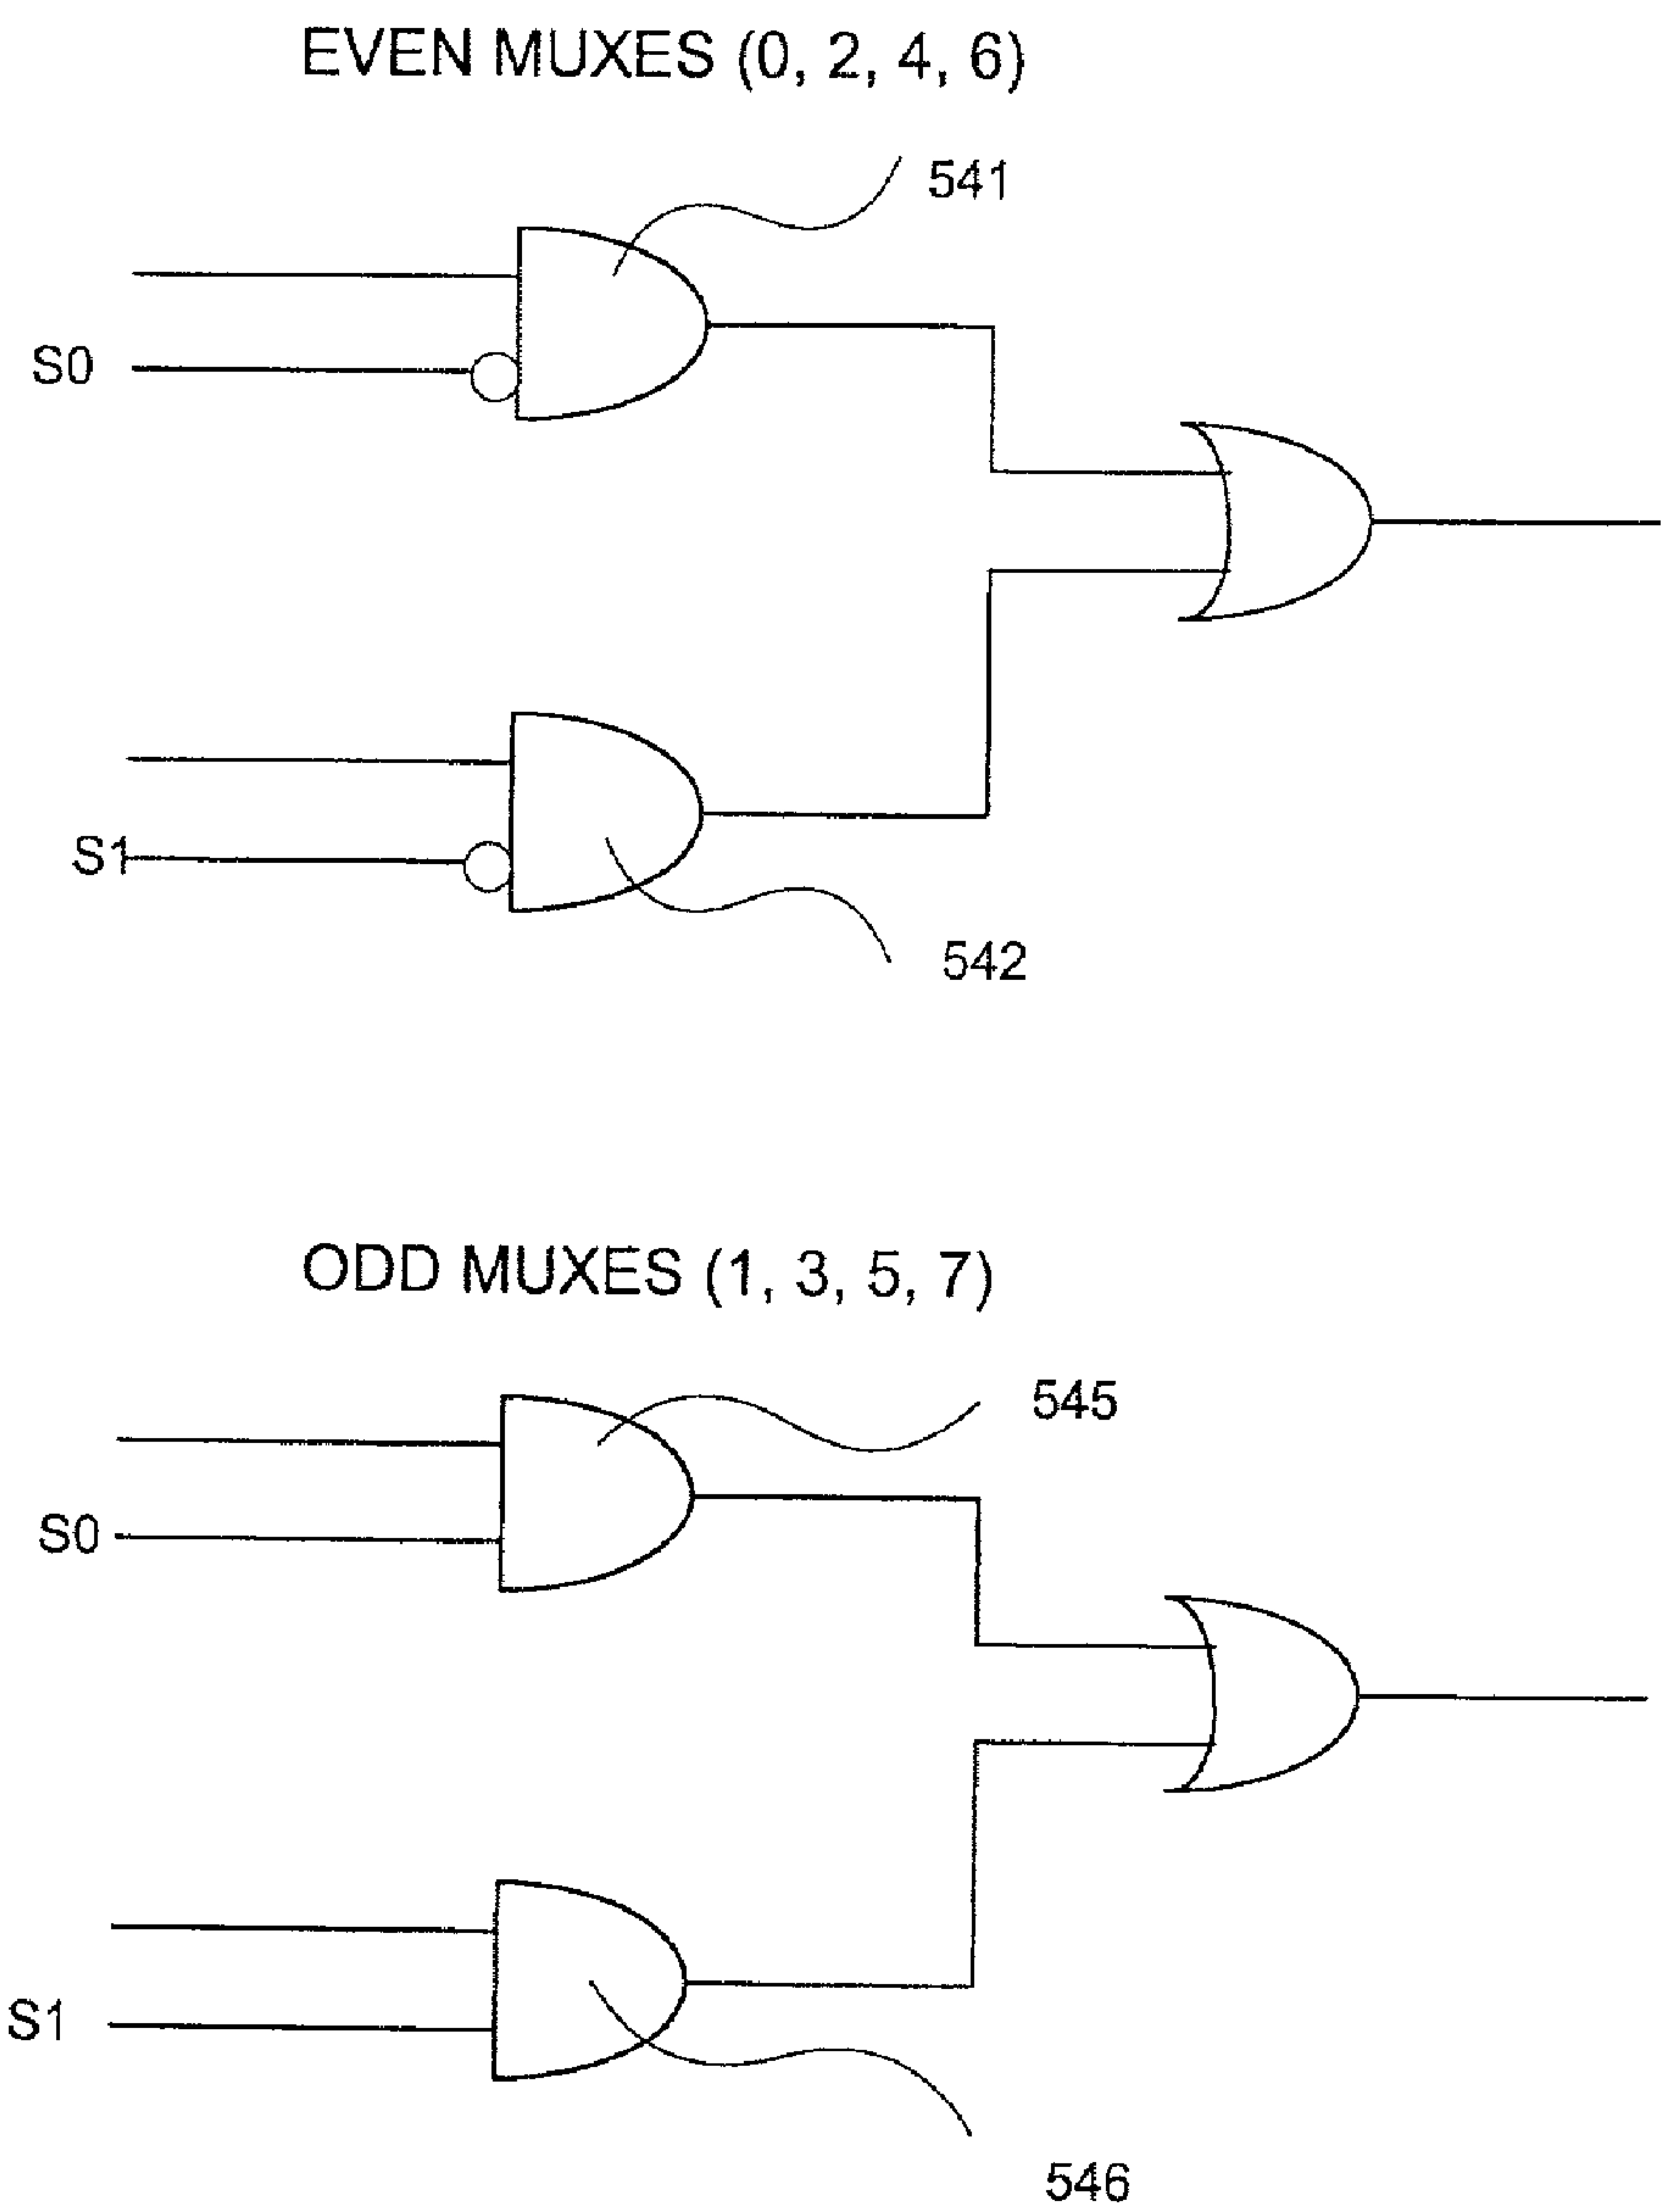 EVEN MUXES (0, 2, 4, 6)
541
S0
S1
542
ODD MUXES (1, 3, 5, 7)
545
S0
S1
546